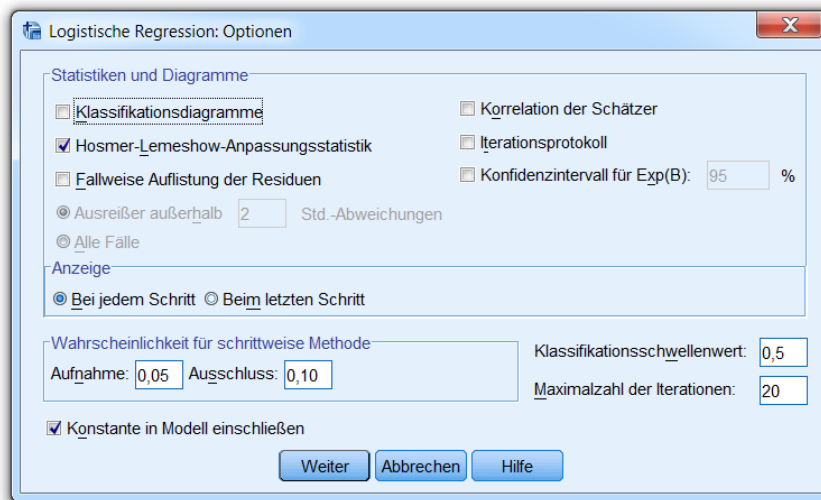 Logistische Regression: Optionen
Statistiken und Diagramme
Klassifikationsdiagramme
Hosmer-Lemeshow-Anpassungsstatistik
Fallweise Auflistung der Residuen
Ausreißer außerhalb 2 Std.-Abweichungen
Alle Fälle
Korrelation der Schätzer
Iterationsprotokoll
Konfidenzintervall für Exp(B): 95 %
Anzeige
Bei jedem Schritt Beim letzten Schritt
Wahrscheinlichkeit für schrittweise Methode
Aufnahme: 0,05 Ausschluss: 0,10
Klassifikationsschwellenwert: 0,5
Maximalzahl der Iterationen: 20
Konstante in Modell einschließen
Weiter Abbrechen Hilfe